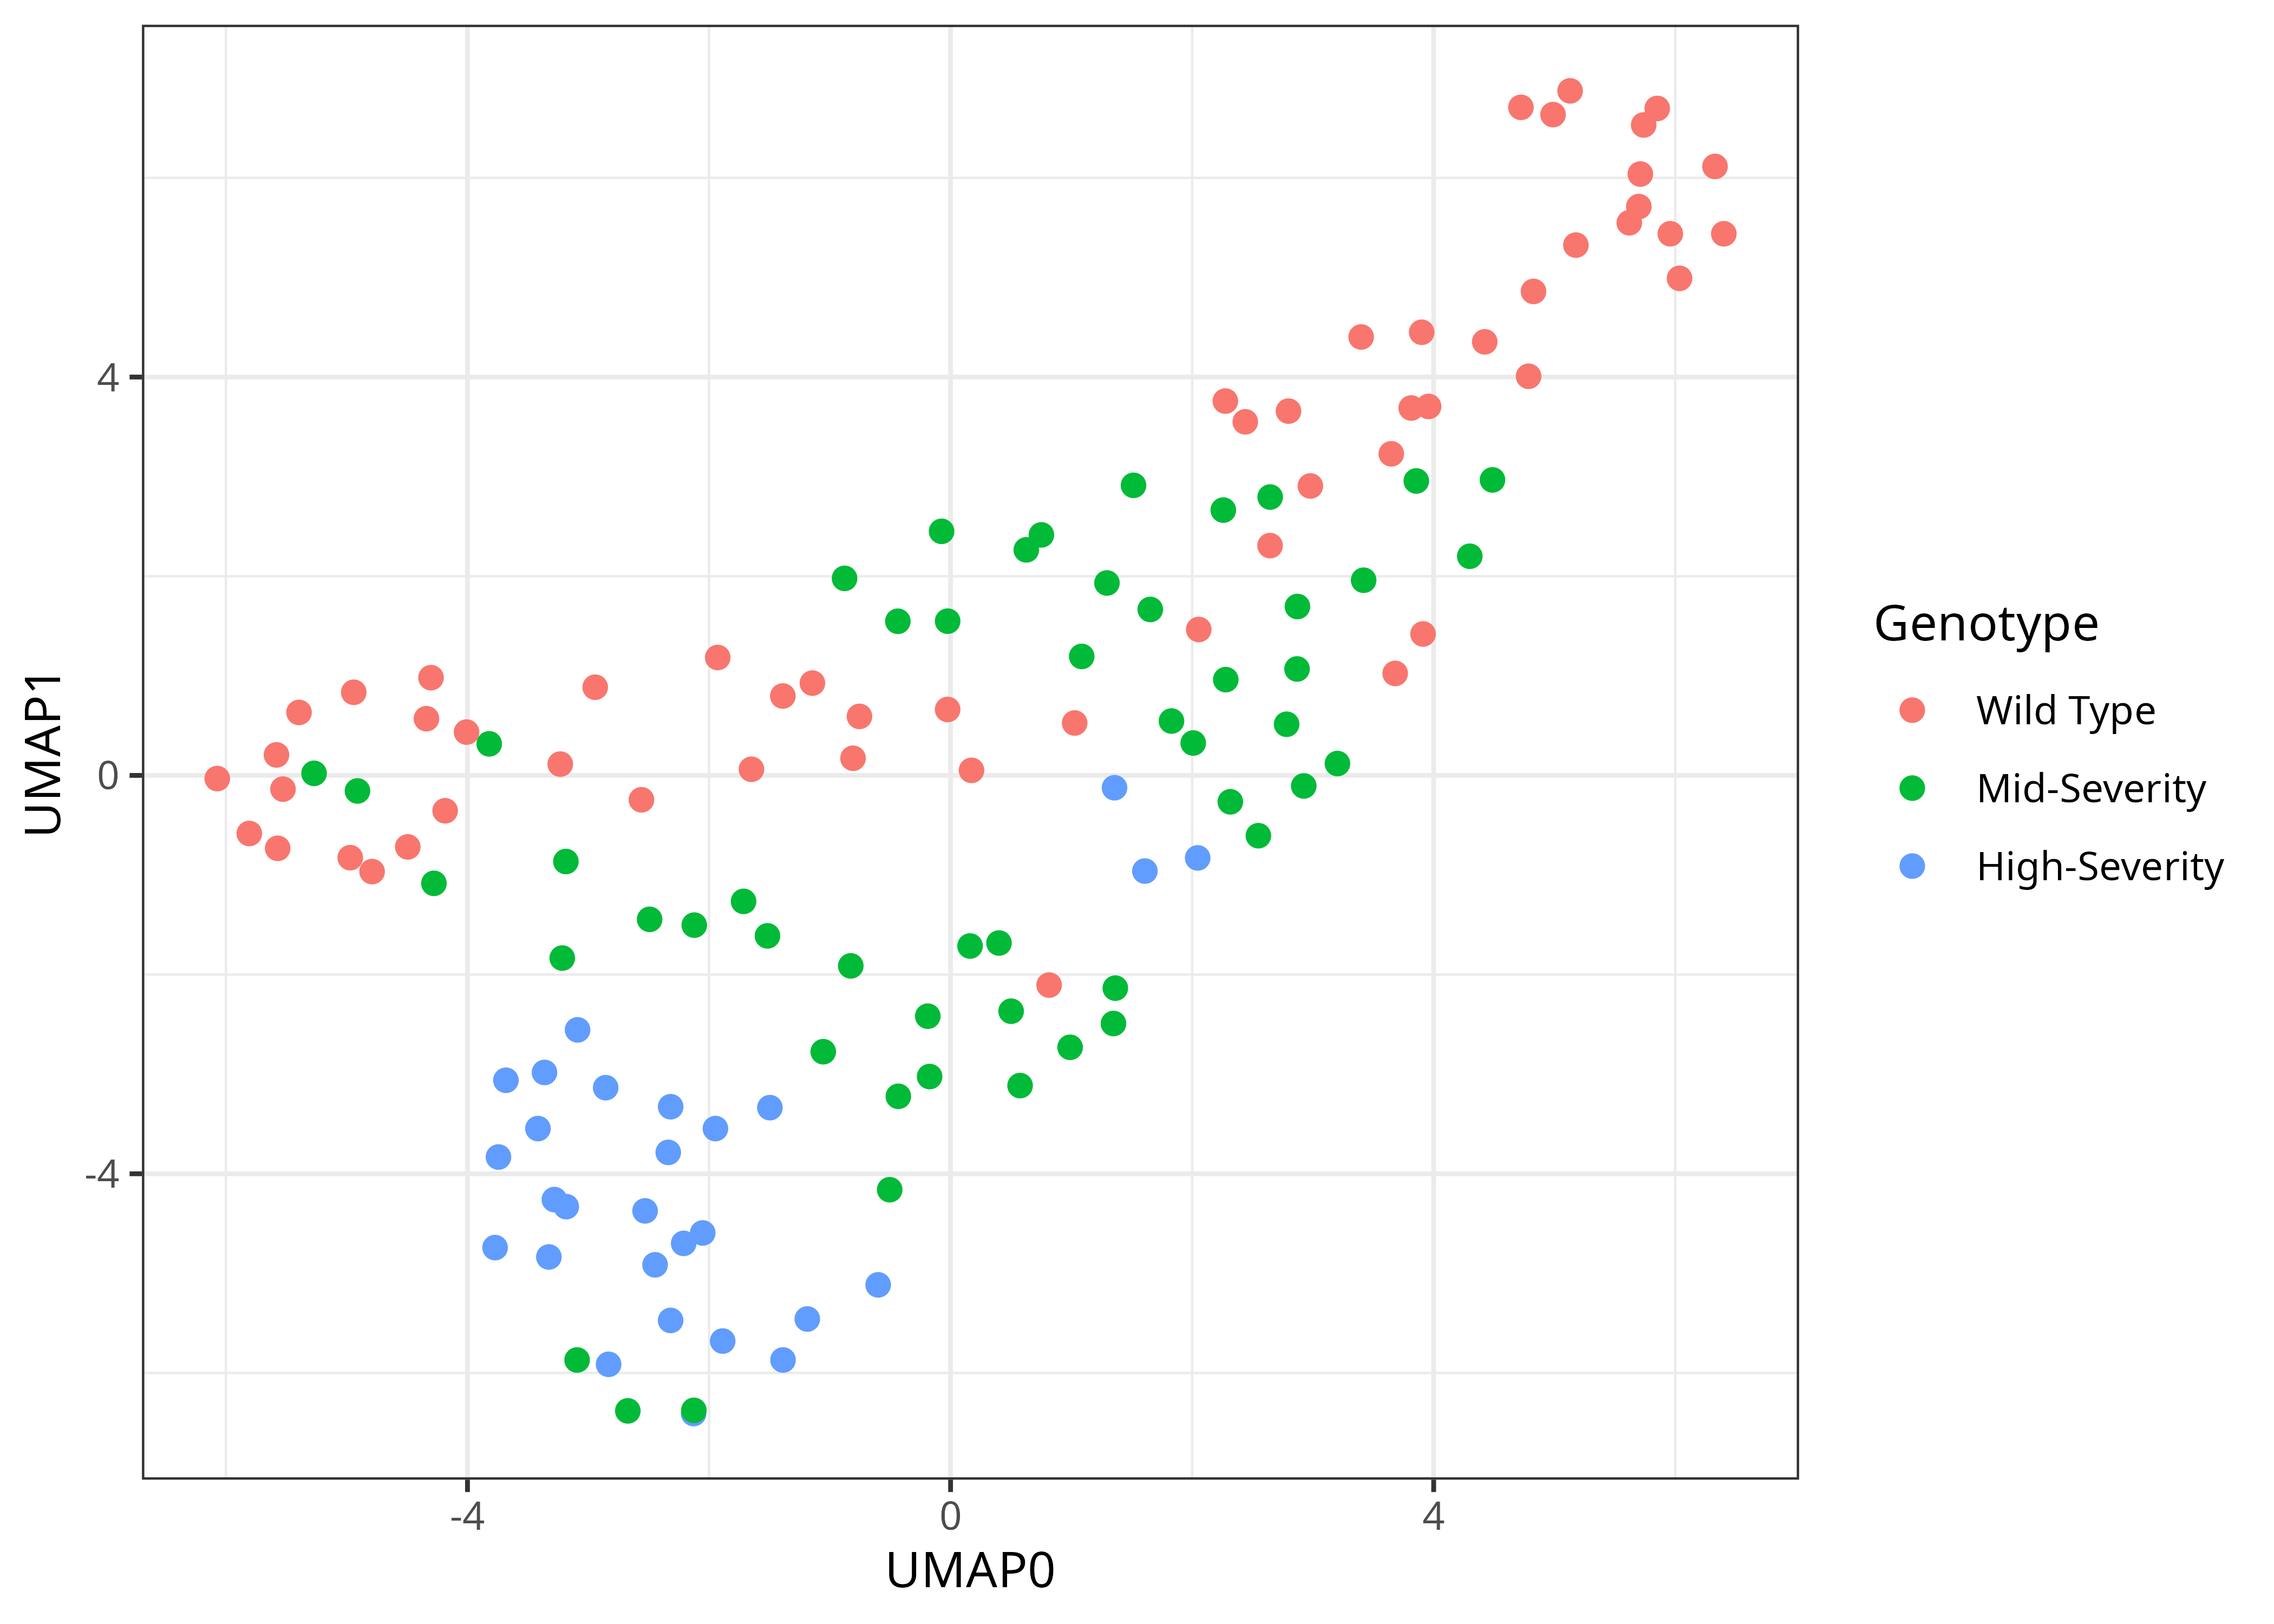 4
0
-4
UMAP1
-4
0
4
UMAP0
Genotype
Wild Type
Mid-Severity
High-Severity